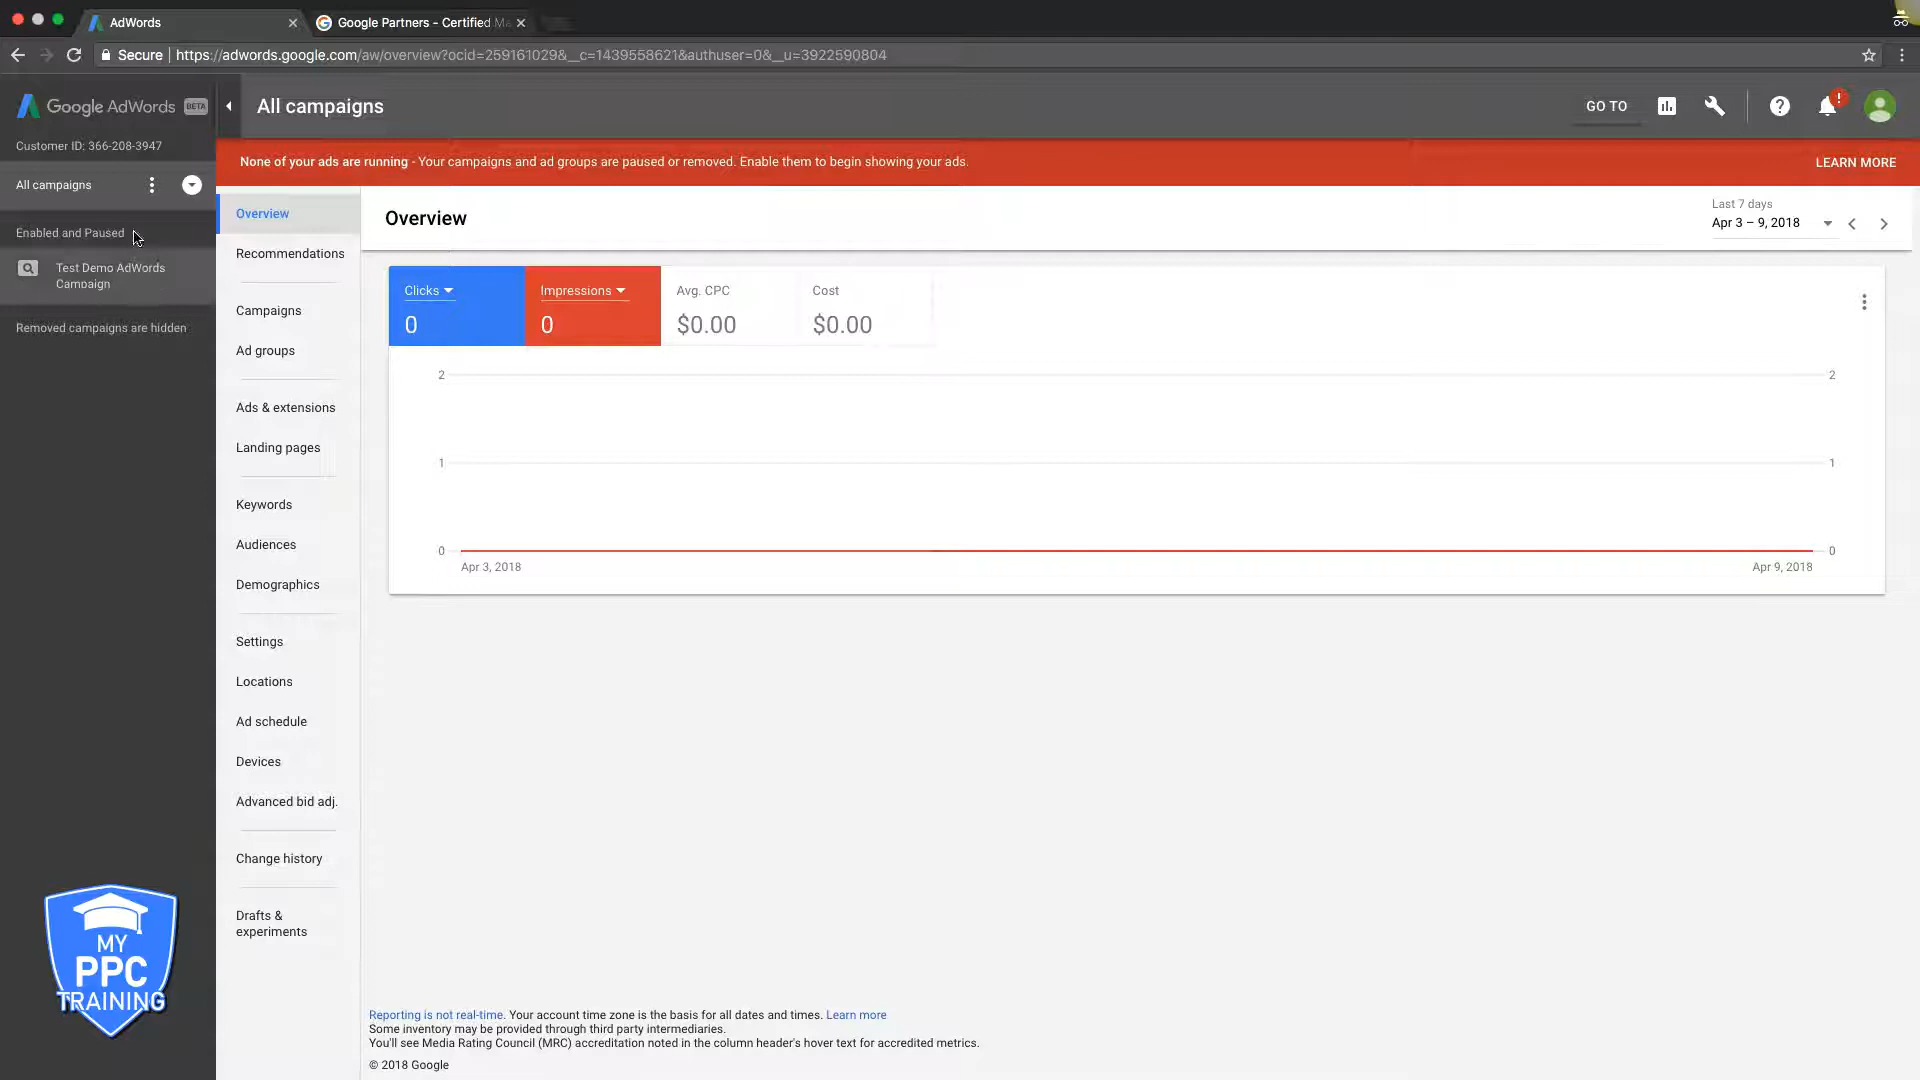 AdWords
Google Partners - Certified
Secure | https://adwords.google.com/aw/overview?ocid=259161029&__c=1439558621&authuser=0&__u=3922590804
Google AdWords BETA
All campaigns
GO TO
!
Customer ID: 366-208-3947
None of your ads are running - Your campaigns and ad groups are paused or removed. Enable them to begin showing your ads.
LEARN MORE
All campaigns
Enabled and Paused
Test Demo AdWords
Campaign
Removed campaigns are hidden
Overview
Recommendations
Campaigns
Ad groups
Ads & extensions
Landing pages
Keywords
Audiences
Demographics
Settings
Locations
Ad schedule
Devices
Advanced bid adj.
Change history
Drafts &
experiments
Overview
Last 7 days
Apr 3 – 9, 2018
Clicks
0
Impressions
0
Avg. CPC
$0.00
Cost
$0.00
2 2
1 1
0 0
Apr 3, 2018 Apr 9, 2018
MY
PPC
TRAINING
Reporting is not real-time. Your account time zone is the basis for all dates and times. Learn more
Some inventory may be provided through third party intermediaries.
You'll see Media Rating Council (MRC) accreditation noted in the column header's hover text for accredited metrics.
© 2018 Google